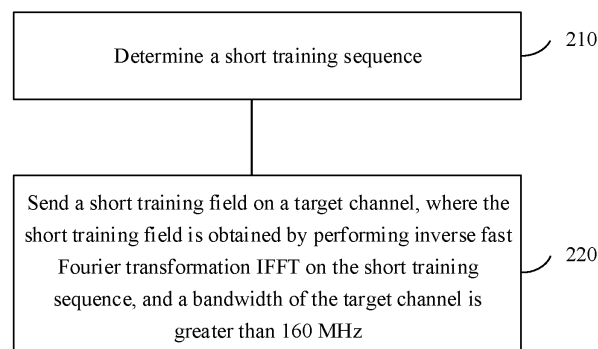 Determine a short training sequence
210
Send a short training field on a target channel, where the
short training field is obtained by performing inverse fast
Fourier transformation IFFT on the short training
sequence, and a bandwidth of the target channel is
greater than 160 MHz
220